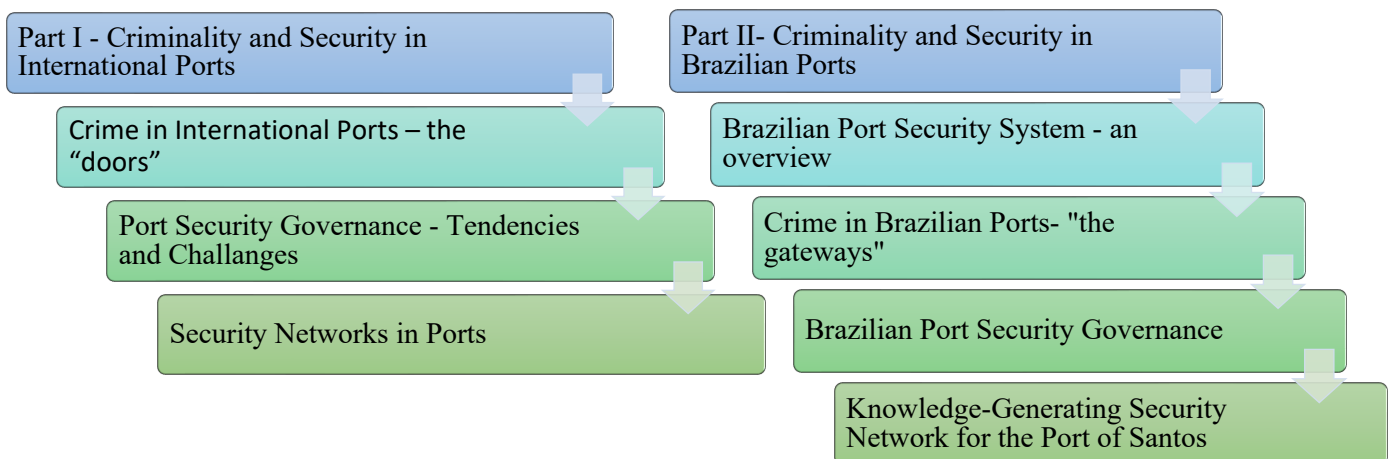 Part I - Criminality and Security in
International Ports
Crime in International Ports – the
“doors”
Port Security Governance - Tendencies
and Challanges
Security Networks in Ports
Part II- Criminality and Security in
Brazilian Ports
Brazilian Port Security System - an
overview
Crime in Brazilian Ports- "the
gateways"
Brazilian Port Security Governance
Knowledge-Generating Security
Network for the Port of Santos